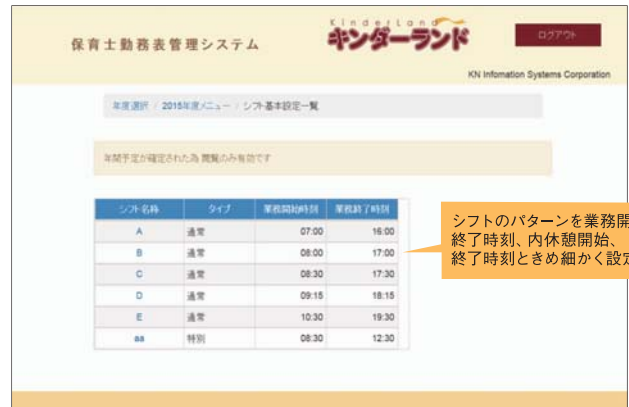 KinderLand
保育士勤務表管理システム
キンダーランド
ログアウト
KN Infomation Systems Corporation
年度選択 / 2015年度メニュー / シフト基本設定一覧
年間予定が確定された為 閲覧のみ有効です
シフト名称 タイプ 業務開始時刻 業務終了時刻
A 通常 07:00 16:00
B 通常 08:00 17:00
C 通常 08:30 17:30
D 通常 09:15 18:15
E 通常 10:30 19:30
aa 特別 08:30 12:30
シフトのパターンを業務開
終了時刻、内休憩開始、
終了時刻ときめ細かく設定